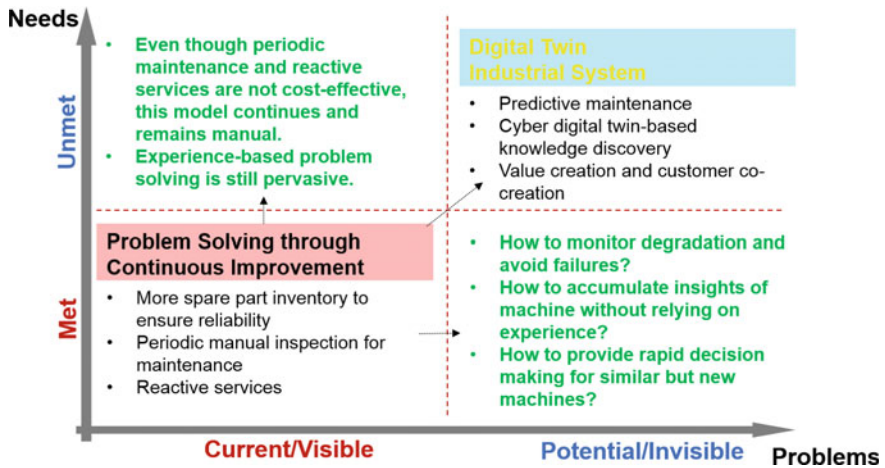 Needs
Unmet
• Even though periodic
maintenance and reactive
services are not cost-effective,
this model continues and
remains manual.
• Experience-based problem
solving is still pervasive.
Digital Twin
Industrial System
• Predictive maintenance
• Cyber digital twin-based
knowledge discovery
• Value creation and customer co-
creation
Met
Problem Solving through
Continuous Improvement
• More spare part inventory to
ensure reliability
• Periodic manual inspection for
maintenance
• Reactive services
• How to monitor degradation and
avoid failures?
• How to accumulate insights of
machine without relying on
experience?
• How to provide rapid decision
making for similar but new
machines?
Current/Visible
Potential/Invisible
Problems